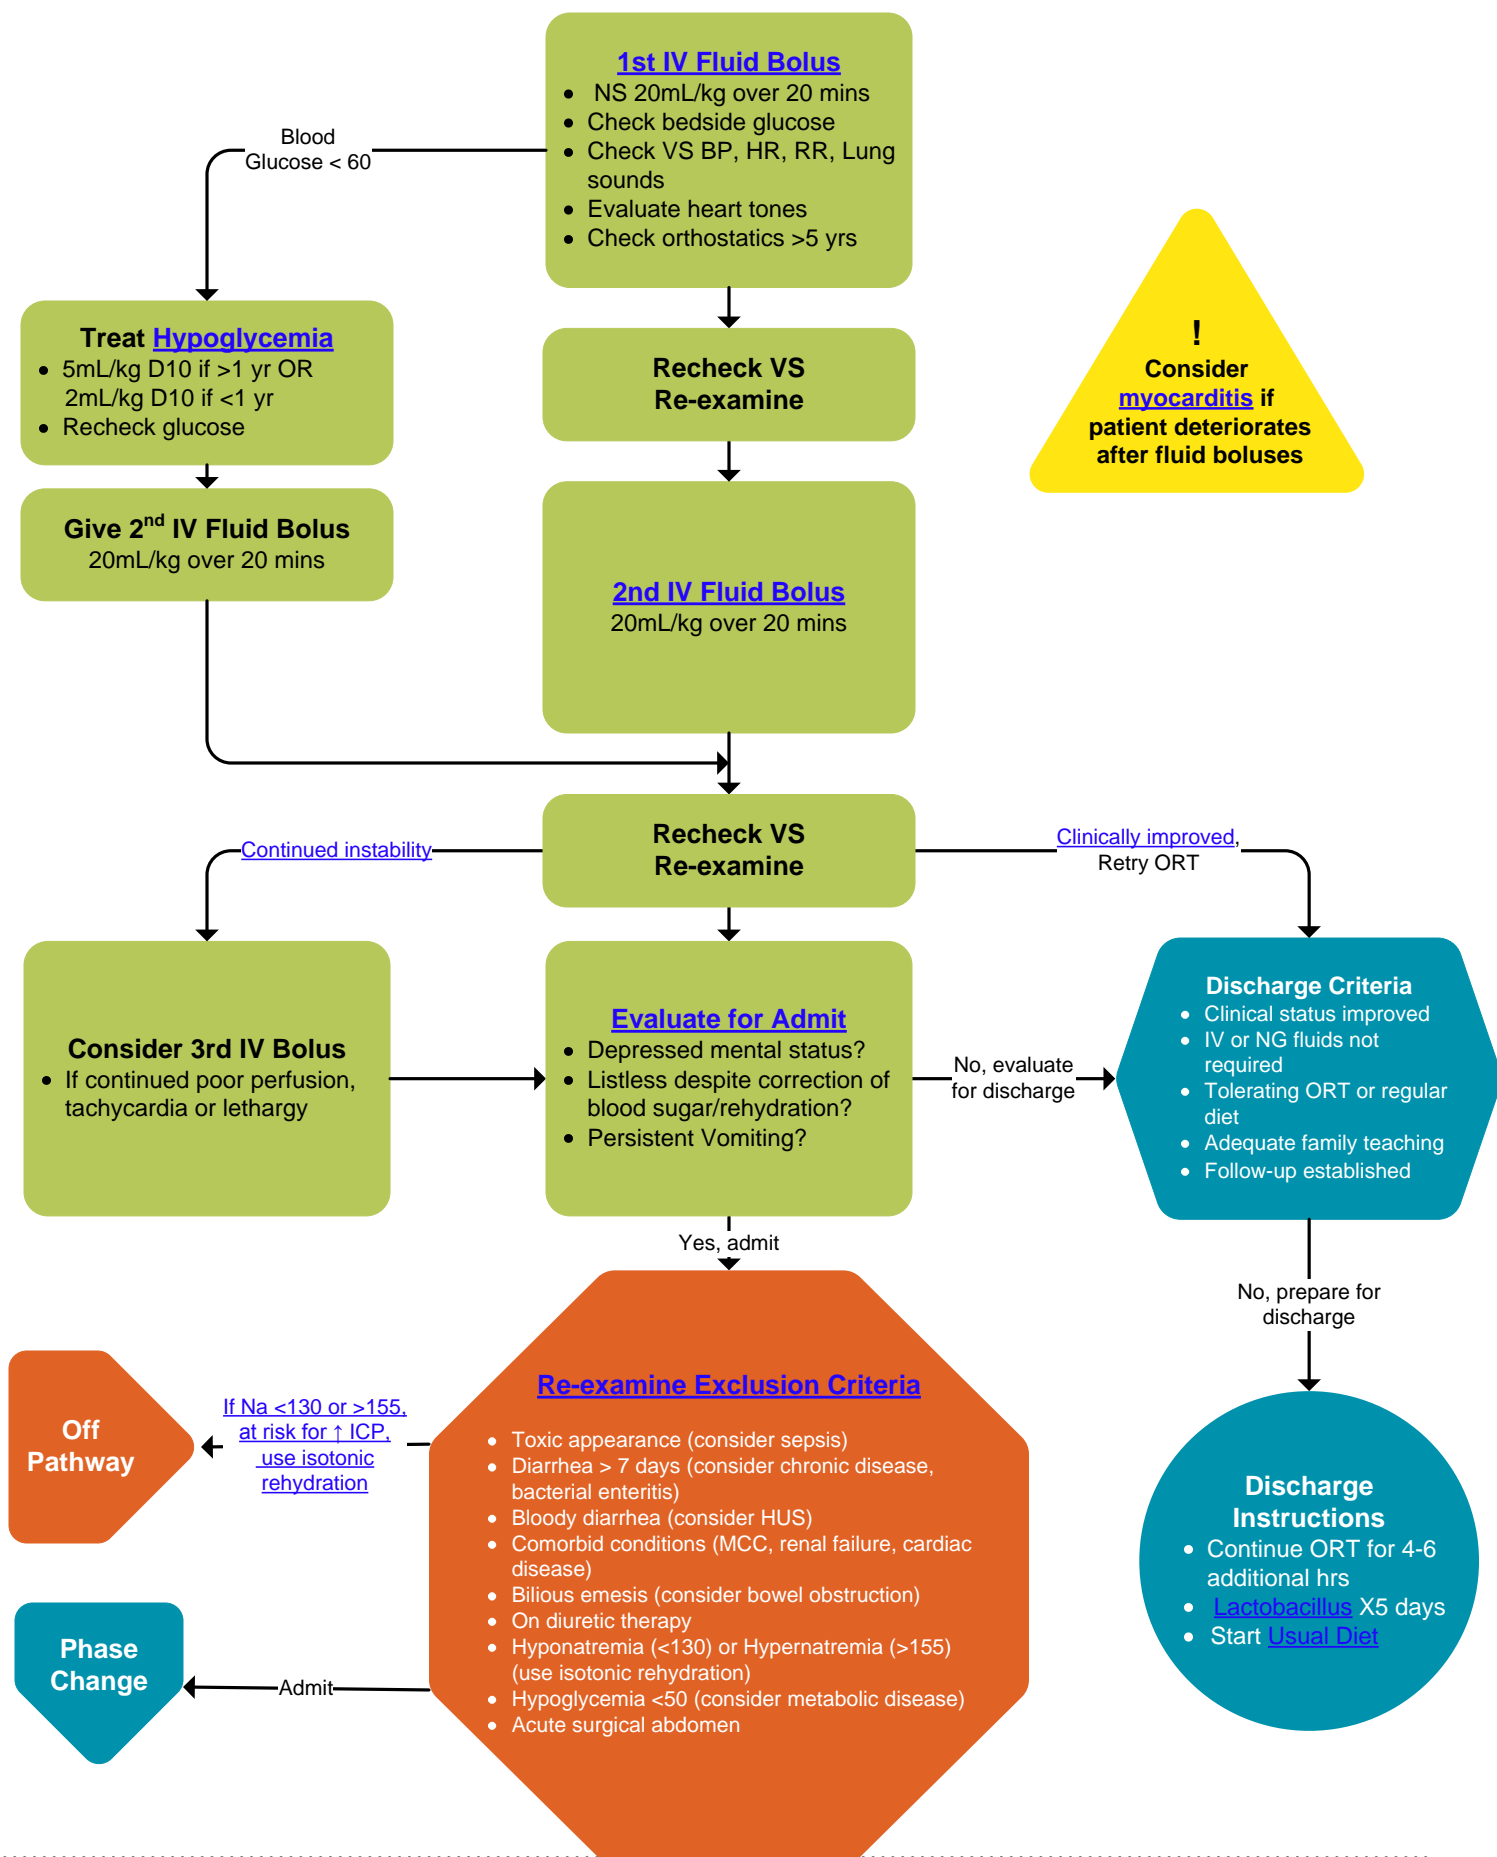 1st IV Fluid Bolus
• NS 20mL/kg over 20 mins
• Check bedside glucose
• Check VS BP, HR, RR, Lung
sounds
• Evaluate heart tones
• Check orthostatics >5 yrs
Blood
Glucose < 60
Treat Hypoglycemia
• 5mL/kg D10 if >1 yr OR
2mL/kg D10 if <1 yr
• Recheck glucose
Recheck VS
Re-examine
!
Consider
myocarditis if
patient deteriorates
after fluid boluses
Give 2nd IV Fluid Bolus
20mL/kg over 20 mins
2nd IV Fluid Bolus
20mL/kg over 20 mins
Recheck VS
Re-examine
Continued instability
Clinically improved,
Retry ORT
Consider 3rd IV Bolus
• If continued poor perfusion,
tachycardia or lethargy
Evaluate for Admit
• Depressed mental status?
• Listless despite correction of
blood sugar/rehydration?
• Persistent Vomiting?
No, evaluate
for discharge
Discharge Criteria
• Clinical status improved
• IV or NG fluids not
required
• Tolerating ORT or regular
diet
• Adequate family teaching
• Follow-up established
Yes, admit
No, prepare for
discharge
Re-examine Exclusion Criteria
• Toxic appearance (consider sepsis)
• Diarrhea > 7 days (consider chronic disease,
bacterial enteritis)
• Bloody diarrhea (consider HUS)
• Comorbid conditions (MCC, renal failure, cardiac
disease)
• Bilious emesis (consider bowel obstruction)
• On diuretic therapy
• Hyponatremia (<130) or Hypernatremia (>155)
(use isotonic rehydration)
• Hypoglycemia <50 (consider metabolic disease)
• Acute surgical abdomen
If Na <130 or >155,
at risk for ↑ ICP,
use isotonic
rehydration
Off
Pathway
Admit
Phase
Change
Discharge
Instructions
• Continue ORT for 4-6
additional hrs
• Lactobacillus X5 days
• Start Usual Diet